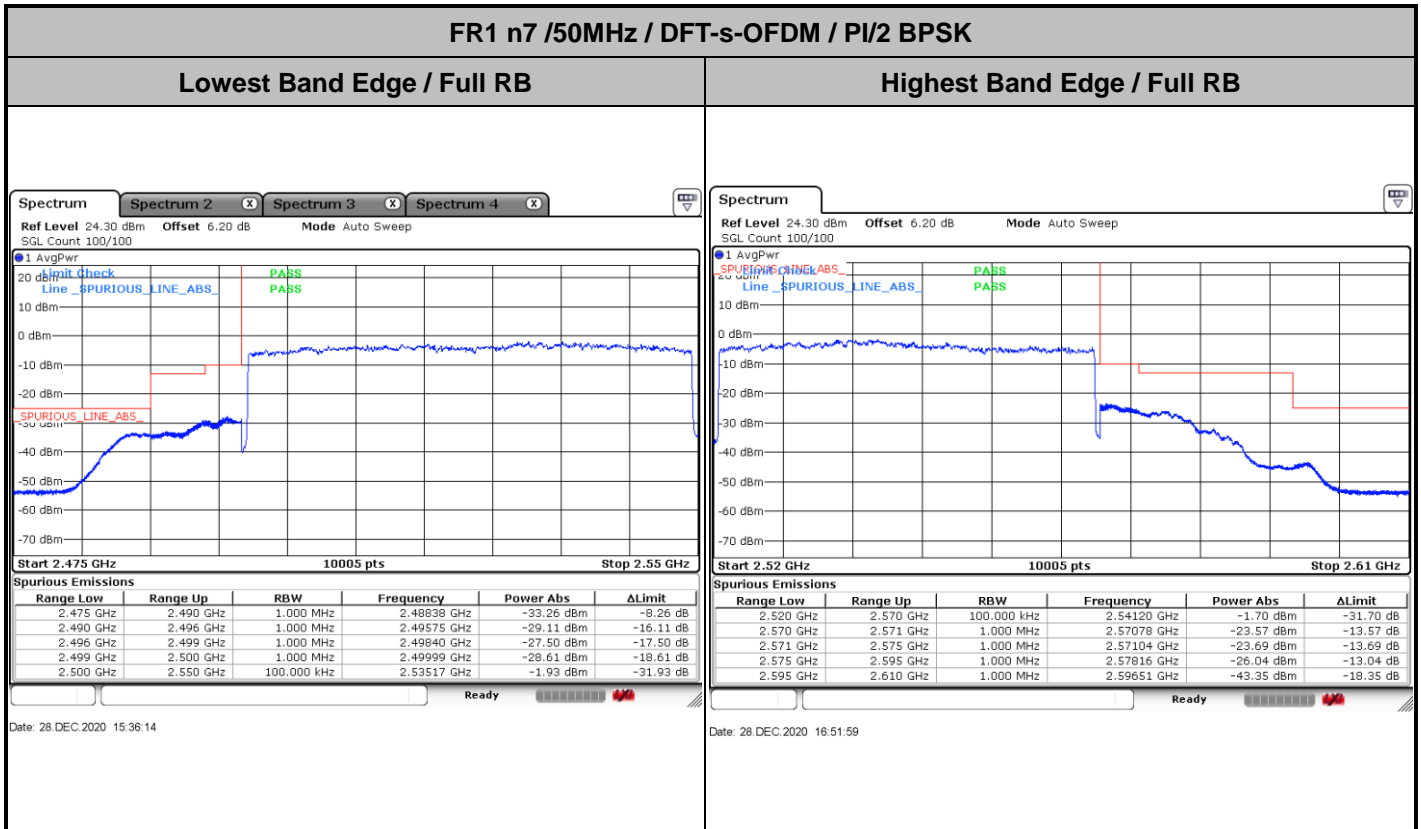 FR1 n7 /50MHz / DFT-s-OFDM / PI/2 BPSK
Lowest Band Edge / Full RB
Highest Band Edge / Full RB
Spectrum
Spectrum 2
Spectrum 3
Spectrum 4
Ref Level 24.30 dBm Offset 6.20 dB Mode Auto Sweep
SGL Count 100/100
1 AvgPwr
20 dBm
Limit Check PASS
Line _SPURIOUS_LINE_ABS_ PASS
10 dBm
0 dBm
-10 dBm
-20 dBm
_SPURIOUS_LINE_ABS_
-30 dBm
-40 dBm
-50 dBm
-60 dBm
-70 dBm
Start 2.475 GHz 10005 pts Stop 2.55 GHz
Spurious Emissions
Range Low Range Up RBW Frequency Power Abs ΔLimit
2.475 GHz 2.490 GHz 1.000 MHz 2.48838 GHz -33.26 dBm -8.26 dB
2.490 GHz 2.496 GHz 1.000 MHz 2.49575 GHz -29.11 dBm -16.11 dB
2.496 GHz 2.499 GHz 1.000 MHz 2.49840 GHz -27.50 dBm -17.50 dB
2.499 GHz 2.500 GHz 1.000 MHz 2.49999 GHz -28.61 dBm -18.61 dB
2.500 GHz 2.550 GHz 100.000 kHz 2.53517 GHz -1.93 dBm -31.93 dB
Ready
Date: 28.DEC.2020 15:36:14
Spectrum
Ref Level 24.30 dBm Offset 6.20 dB Mode Auto Sweep
SGL Count 100/100
1 AvgPwr
_SPURIOUS_LINE_ABS_
20 dBm
Limit Check PASS
Line _SPURIOUS_LINE_ABS_ PASS
10 dBm
0 dBm
-10 dBm
-20 dBm
-30 dBm
-40 dBm
-50 dBm
-60 dBm
-70 dBm
Start 2.52 GHz 10005 pts Stop 2.61 GHz
Spurious Emissions
Range Low Range Up RBW Frequency Power Abs ΔLimit
2.520 GHz 2.570 GHz 100.000 kHz 2.54120 GHz -1.70 dBm -31.70 dB
2.570 GHz 2.571 GHz 1.000 MHz 2.57078 GHz -23.57 dBm -13.57 dB
2.571 GHz 2.575 GHz 1.000 MHz 2.57104 GHz -23.69 dBm -13.69 dB
2.575 GHz 2.595 GHz 1.000 MHz 2.57816 GHz -26.04 dBm -13.04 dB
2.595 GHz 2.610 GHz 1.000 MHz 2.59651 GHz -43.35 dBm -18.35 dB
Ready
Date: 28.DEC.2020 16:51:59